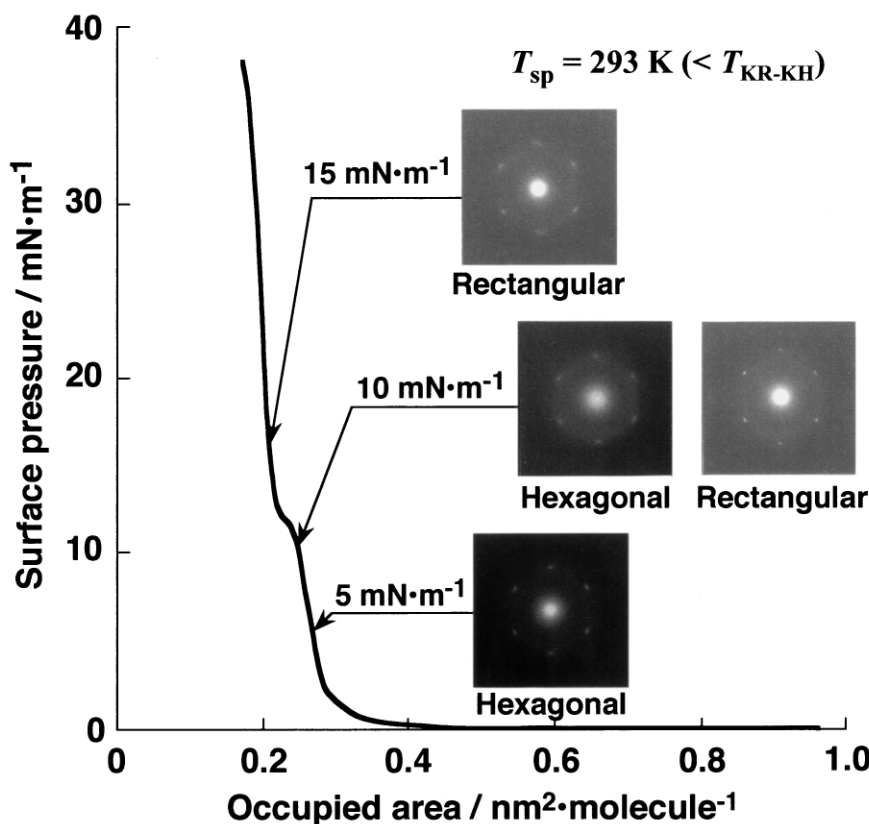 40
30
20
10
0
Surface pressure / mN•m-1
T_sp = 293 K (< T_KR-KH)
15 mN•m-1
Rectangular
10 mN•m-1
Hexagonal
Rectangular
5 mN•m-1
Hexagonal
0
0.2
0.4
0.6
0.8
1.0
Occupied area / nm²•molecule-1